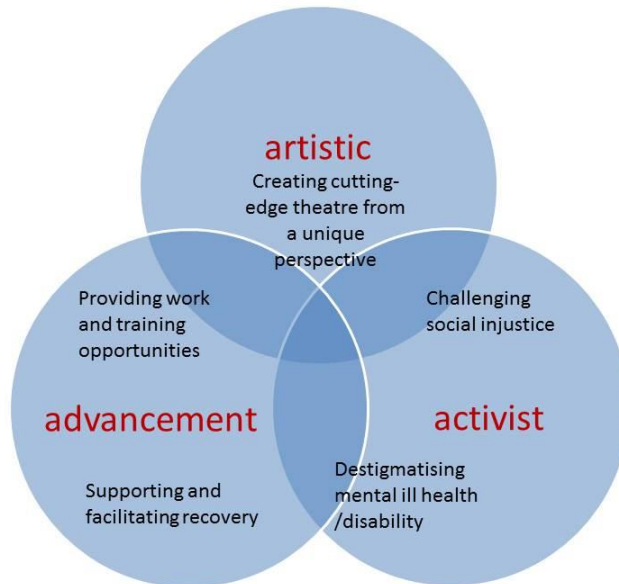 artistic
Creating cutting-
edge theatre from
a unique
perspective
Providing work
and training
opportunities
Challenging
social injustice
advancement
activist
Supporting and
facilitating recovery
Destigmatising
mental ill health
/disability